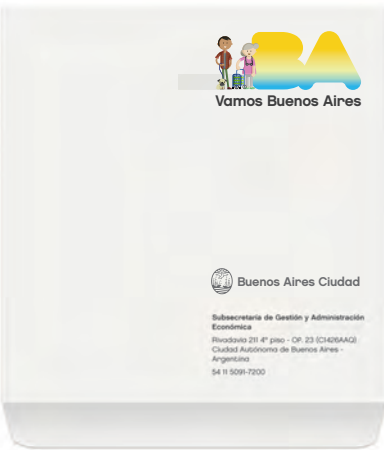 BA
Vamos Buenos Aires
Buenos Aires Ciudad
Subsecretaría de Gestión y Administración
Económica
Rivadavia 211 4º piso - OF. 23 (C1426AAQ)
Ciudad Autónoma de Buenos Aires -
Argentina
54 11 5091-7200